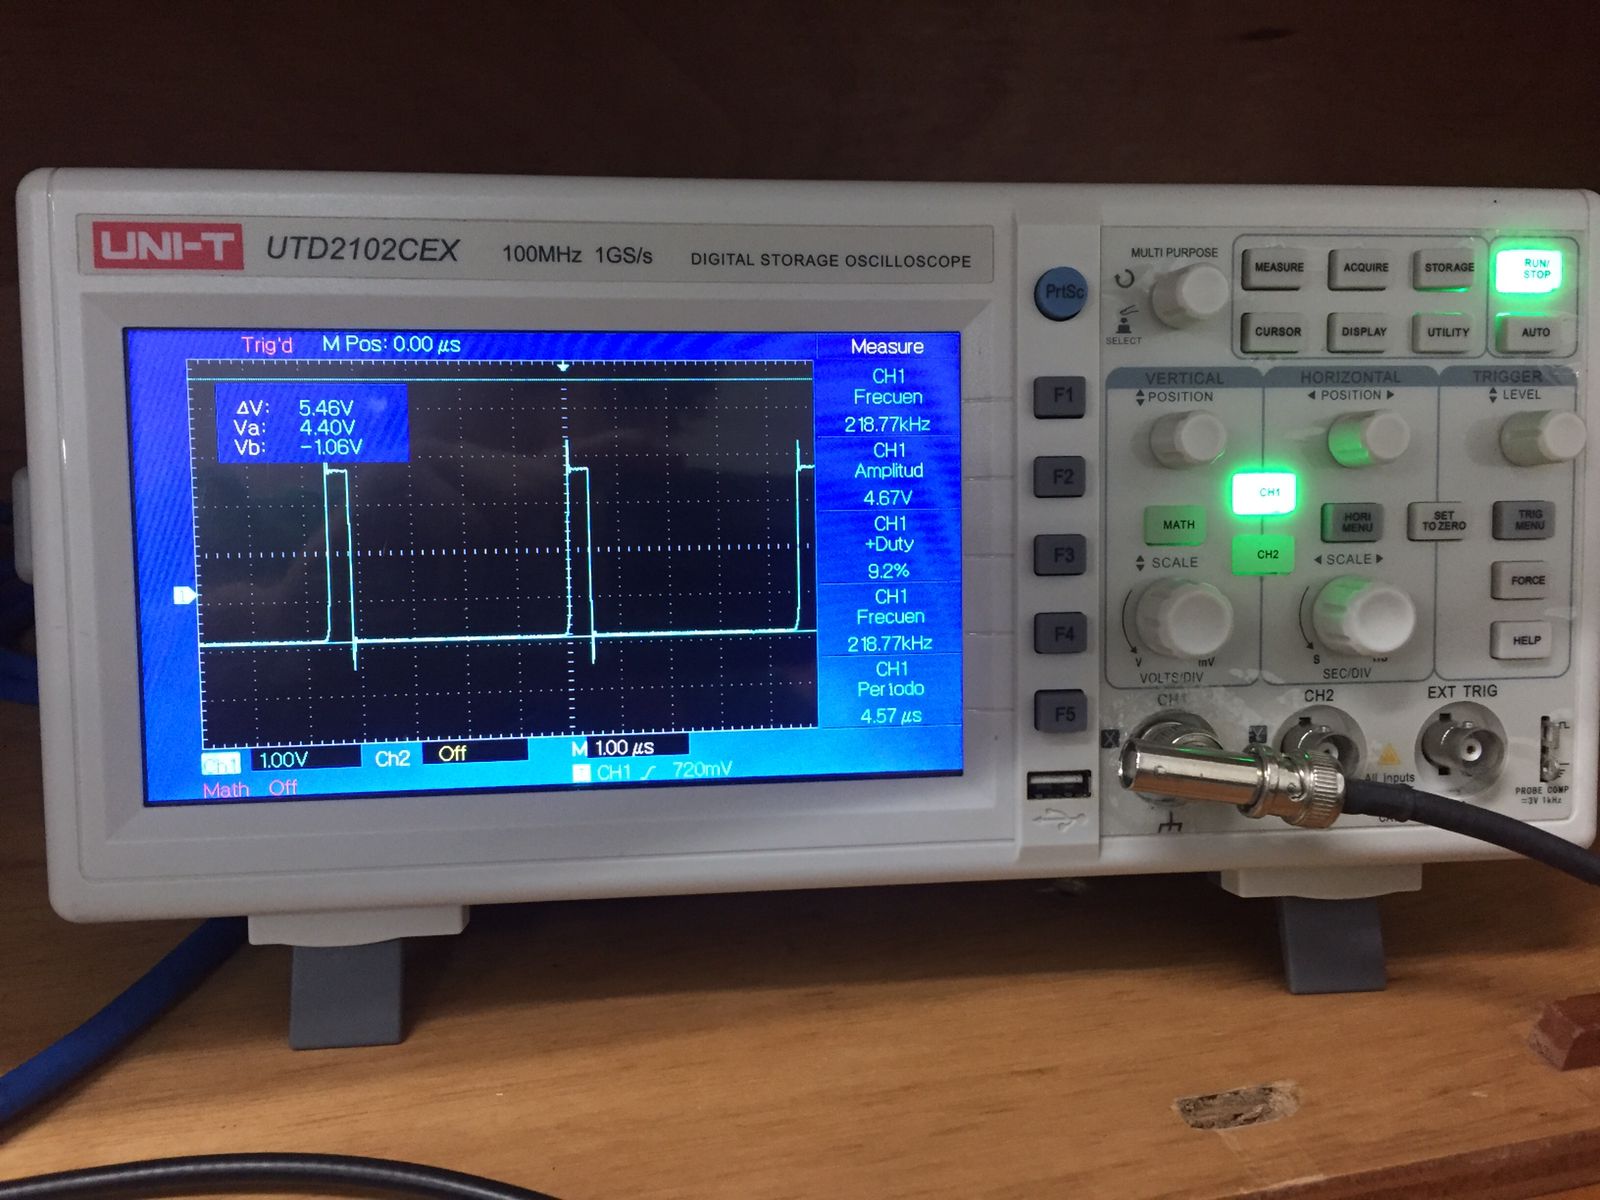 UNI-T UTD2102CEX 100MHz 1GS/s DIGITAL STORAGE OSCILLOSCOPE
Trig'd M Pos: 0.00 µs
ΔV: 5.46V
Va: 4.40V
Vb: -1.06V
Measure
CH1
Frecuen
218.77kHz
CH1
Amplitud
4.67V
CH1
+Duty
9.2%
CH1
Frecuen
218.77kHz
CH1
Periodo
4.57 µs
1
Ch1 1.00V Ch2 Off M 1.00 µs
CH1 720mV
Math Off
PrtSc
F1
F2
F3
F4
F5
MULTI PURPOSE
SELECT
MEASURE ACQUIRE STORAGE RUN/
STOP
CURSOR DISPLAY UTILITY AUTO
VERTICAL HORIZONTAL TRIGGER
POSITION POSITION LEVEL
CH1
MATH
HORI
MENU
SET
TO ZERO
TRIG
MENU
CH2
SCALE SCALE
FORCE
HELP
V mV
VOLTS/DIV
S
SEC/DIV
CH1 CH2 EXT TRIG
X Y
All inputs
PROBE COMP
≈3V 1kHz